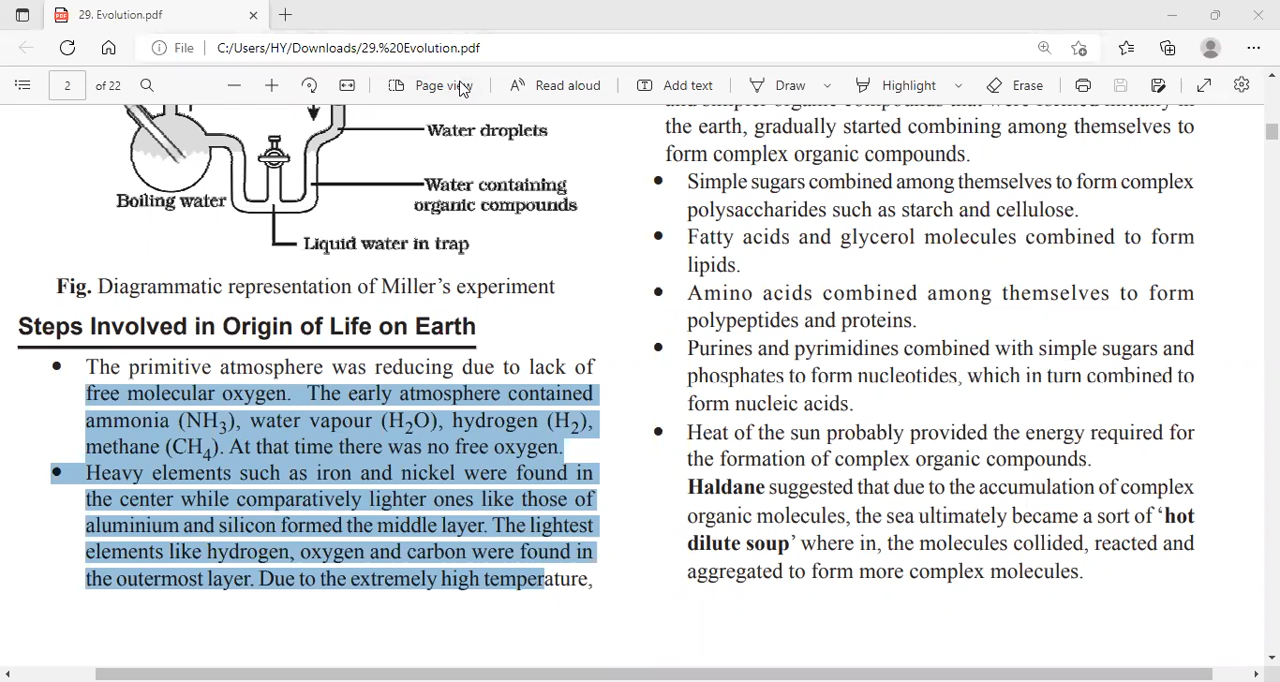 29. Evolution.pdf
File
C:/Users/HY/Downloads/29.%20Evolution.pdf
2 of 22
Page view
Read aloud
Add text
Draw
Highlight
Erase
Water droplets
Water containing
organic compounds
Boiling water
Liquid water in trap
Fig. Diagrammatic representation of Miller's experiment
Steps Involved in Origin of Life on Earth
• The primitive atmosphere was reducing due to lack of
free molecular oxygen. The early atmosphere contained
ammonia (NH₃), water vapour (H₂O), hydrogen (H₂),
methane (CH₄). At that time there was no free oxygen.
• Heavy elements such as iron and nickel were found in
the center while comparatively lighter ones like those of
aluminium and silicon formed the middle layer. The lightest
elements like hydrogen, oxygen and carbon were found in
the outermost layer. Due to the extremely high temperature,
and simpler organic compounds that were formed initially in
the earth, gradually started combining among themselves to
form complex organic compounds.
• Simple sugars combined among themselves to form complex
polysaccharides such as starch and cellulose.
• Fatty acids and glycerol molecules combined to form
lipids.
• Amino acids combined among themselves to form
polypeptides and proteins.
• Purines and pyrimidines combined with simple sugars and
phosphates to form nucleotides, which in turn combined to
form nucleic acids.
• Heat of the sun probably provided the energy required for
the formation of complex organic compounds.
Haldane suggested that due to the accumulation of complex
organic molecules, the sea ultimately became a sort of 'hot
dilute soup' where in, the molecules collided, reacted and
aggregated to form more complex molecules.